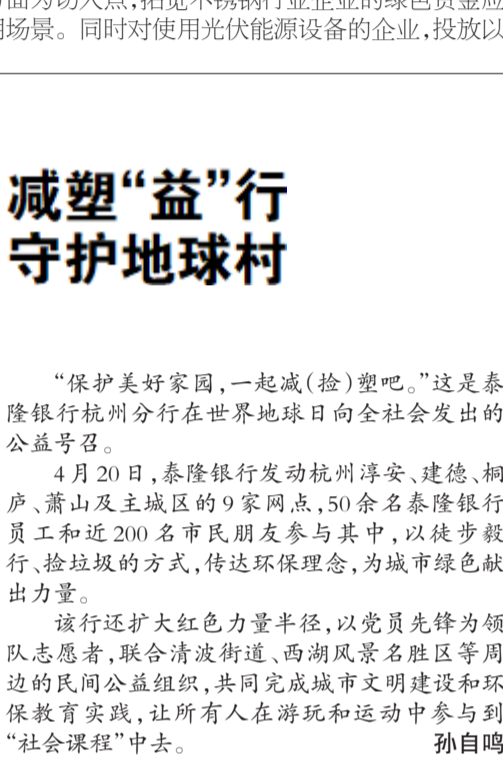 面为切入点，拓宽不锈钢行业企业的绿色资金应
用场景。同时对使用光伏能源设备的企业，投放以
减塑“益”行
守护地球村
“保护美好家园，一起减（捡）塑吧。”这是泰
隆银行杭州分行在世界地球日向全社会发出的
公益号召。
4月20日，泰隆银行发动杭州淳安、建德、桐
庐、萧山及主城区的9家网点，50余名泰隆银行
员工和近200名市民朋友参与其中，以徒步毅
行、捡垃圾的方式，传达环保理念，为城市绿色献
出力量。
该行还扩大红色力量半径，以党员先锋为领
队志愿者，联合清波街道、西湖风景名胜区等周
边的民间公益组织，共同完成城市文明建设和环
保教育实践，让所有人在游玩和运动中参与到
“社会课程”中去。 孙自鸣